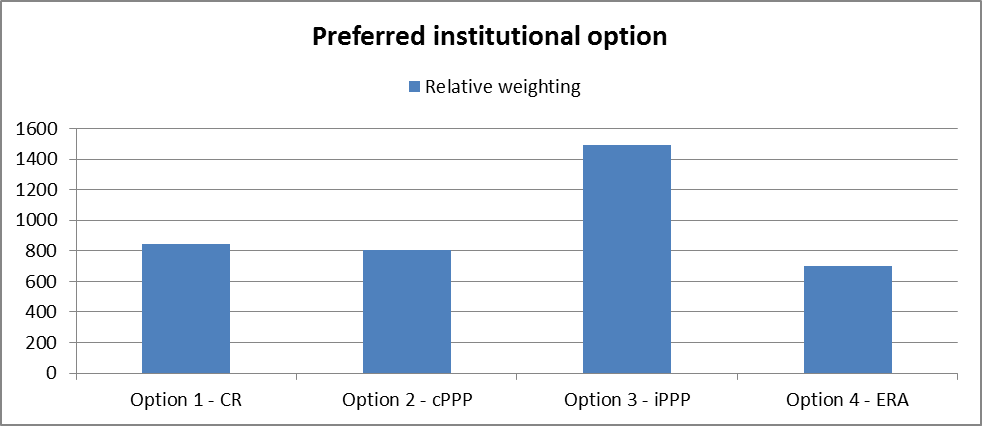 Preferred institutional option
Relative weighting
1600
1400
1200
1000
800
600
400
200
0
Option 1 - CR
Option 2 - cPPP
Option 3 - iPPP
Option 4 - ERA